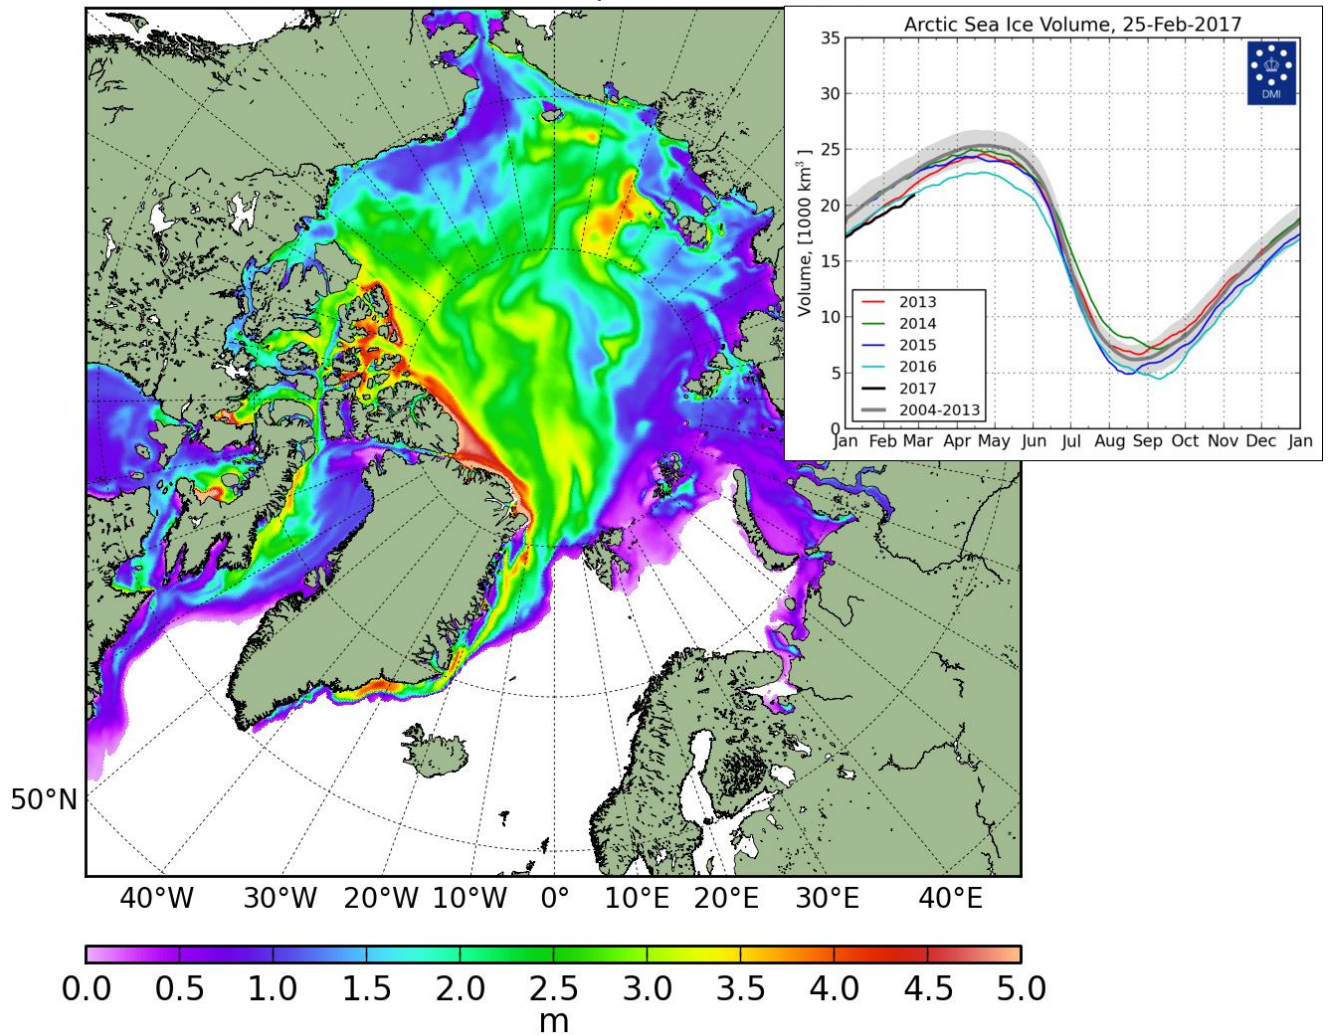 Arctic Sea Ice Volume, 25-Feb-2017
35
30
25
20
15
10
5
0
Volume, [1000 km³ ]
DMI
2013
2014
2015
2016
2017
2004-2013
Jan Feb Mar Apr May Jun Jul Aug Sep Oct Nov Dec Jan
50°N
40°W 30°W 20°W 10°W 0° 10°E 20°E 30°E 40°E
0.0 0.5 1.0 1.5 2.0 2.5 3.0 3.5 4.0 4.5 5.0
m